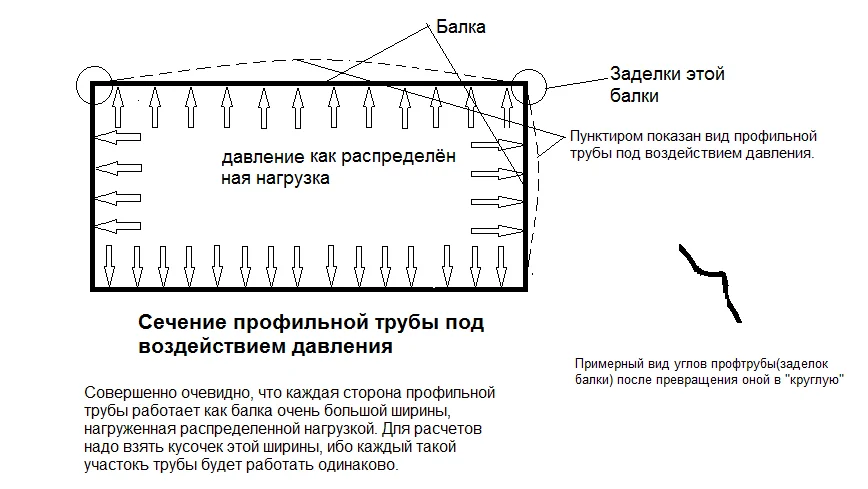 Балка
Заделки этой
балки
Пунктиром показан вид профильной
трубы под воздействием давления.
давление как распределён
ная нагрузка
Сечение профильной трубы под
воздействием давления
Примерный вид углов профтрубы(заделок
балки) после превращения оной в "круглую"
Совершенно очевидно, что каждая сторона профильной
трубы работает как балка очень большой ширины,
нагруженная распределенной нагрузкой. Для расчетов
надо взять кусочек этой ширины, ибо каждый такой
участокъ трубы будет работать одинаково.